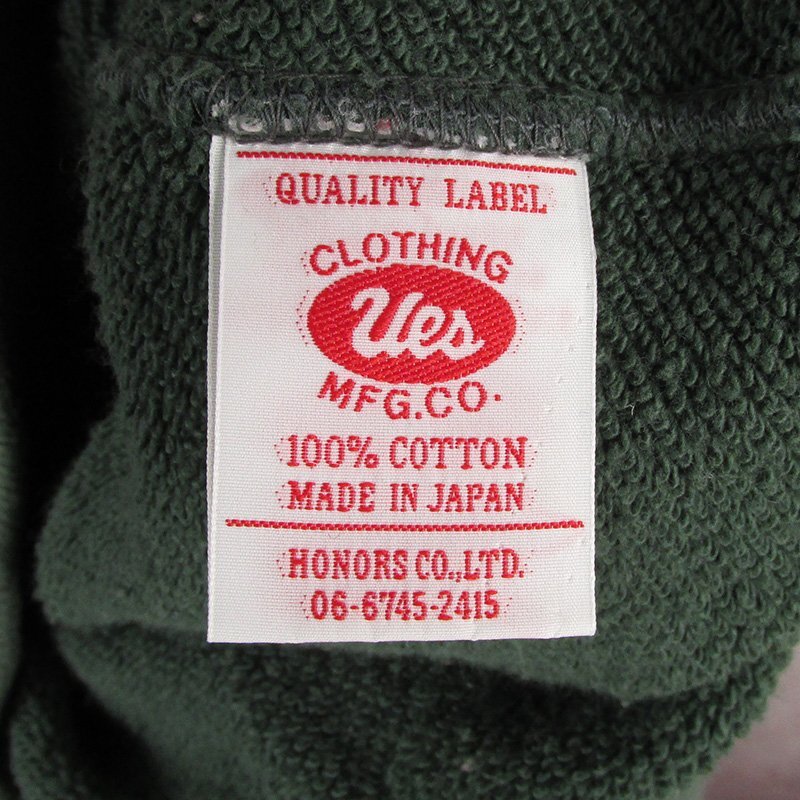 QUALITY LABEL
CLOTHING
Ues
MFG.CO.
100% COTTON
MADE IN JAPAN
HONORS CO.,LTD.
06-6745-2415